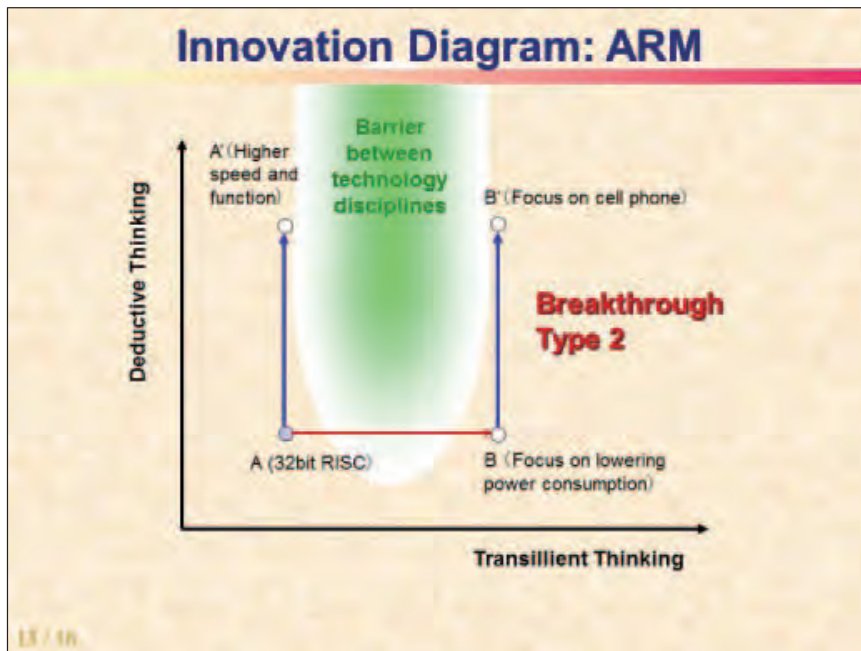 Innovation Diagram: ARM
Barrier
between
technology
disciplines
A'(Higher
speed and
function)
B'(Focus on cell phone)
Deductive Thinking
Breakthrough
Type 2
A (32bit RISC)
B (Focus on lowering
power consumption)
Transillient Thinking